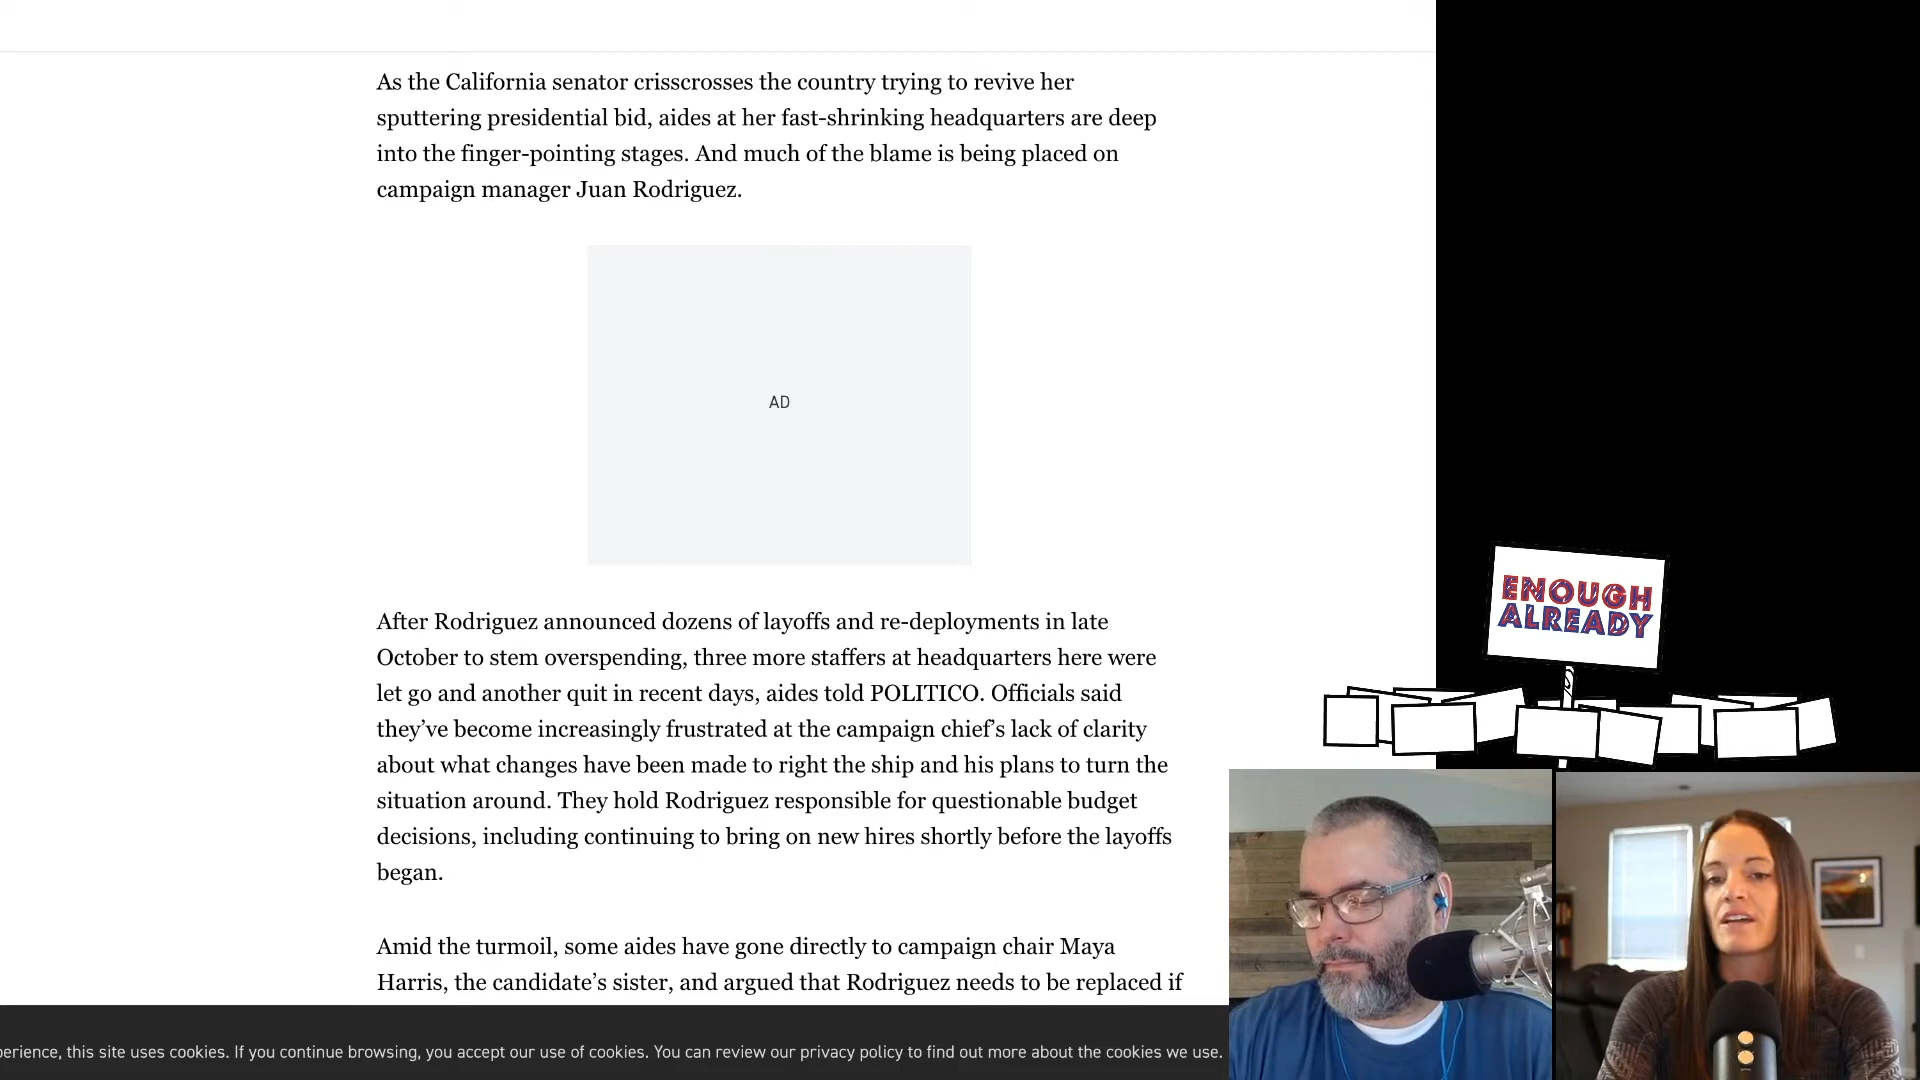 As the California senator crisscrosses the country trying to revive her
sputtering presidential bid, aides at her fast-shrinking headquarters are deep
into the finger-pointing stages. And much of the blame is being placed on
campaign manager Juan Rodriguez.
AD
After Rodriguez announced dozens of layoffs and re-deployments in late
October to stem overspending, three more staffers at headquarters here were
let go and another quit in recent days, aides told POLITICO. Officials said
they’ve become increasingly frustrated at the campaign chief’s lack of clarity
about what changes have been made to right the ship and his plans to turn the
situation around. They hold Rodriguez responsible for questionable budget
decisions, including continuing to bring on new hires shortly before the layoffs
began.
Amid the turmoil, some aides have gone directly to campaign chair Maya
Harris, the candidate’s sister, and argued that Rodriguez needs to be replaced if
perience, this site uses cookies. If you continue browsing, you accept our use of cookies. You can review our privacy policy to find out more about the cookies we use.
ENOUGH
ALREADY